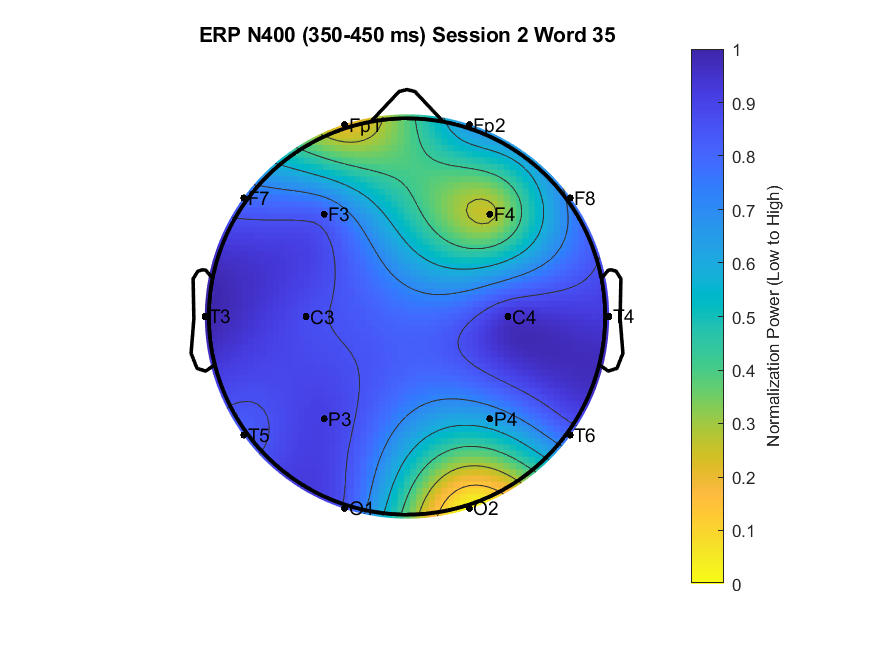 ERP N400 (350-450 ms) Session 2 Word 35
Fp1 Fp2
F7 F8
F3 F4
T3 C3 C4 T4
P3 P4
T5 T6
O1 O2
1
0.9
0.8
0.7
0.6
0.5
0.4
0.3
0.2
0.1
0
Normalization Power (Low to High)